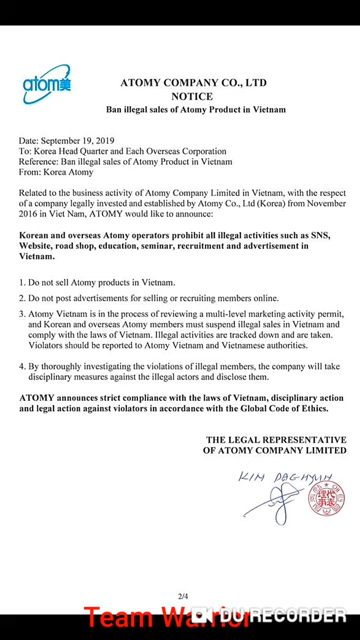 atom美
ATOMY COMPANY CO., LTD
NOTICE
Ban illegal sales of Atomy Product in Vietnam
Date: September 19, 2019
To: Korea Head Quarter and Each Overseas Corporation
Reference: Ban illegal sales of Atomy Product in Vietnam
From: Korea Atomy
Related to the business activity of Atomy Company Limited in Vietnam, with the respect
of a company legally invested and established by Atomy Co., Ltd (Korea) from November
2016 in Viet Nam, ATOMY would like to announce:
Korean and overseas Atomy operators prohibit all illegal activities such as SNS,
Website, road shop, education, seminar, recruitment and advertisement in
Vietnam.
1. Do not sell Atomy products in Vietnam.
2. Do not post advertisements for selling or recruiting members online.
3. Atomy Vietnam is in the process of reviewing a multi-level marketing activity permit,
and Korean and overseas Atomy members must suspend illegal sales in Vietnam and
comply with the laws of Vietnam. Illegal activities are tracked down and are taken.
Violators should be reported to Atomy Vietnam and Vietnamese authorities.
4. By thoroughly investigating the violations of illegal members, the company will take
disciplinary measures against the illegal actors and disclose them.
ATOMY announces strict compliance with the laws of Vietnam, disciplinary action
and legal action against violators in accordance with the Global Code of Ethics.
THE LEGAL REPRESENTATIVE
OF ATOMY COMPANY LIMITED
KIM DAEHYUN
2/4
Team Warrior
DU RECORDER